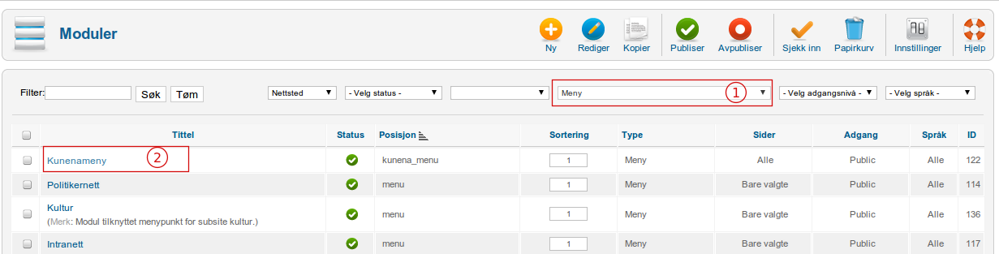 Moduler
Ny Rediger Kopier Publiser Avpubliser Sjekk inn Papirkurv Innstillinger Hjelp
Filter: Søk Tøm Nettsted - Velg status - Meny 1 - Velg adgangsnivå - - Velg språk -
Tittel Status Posisjon Sortering Type Sider Adgang Språk ID
Kunenameny 2 kunena_menu 1 Meny Alle Public Alle 122
Politikernett menu 1 Meny Bare valgte Public Alle 114
Kultur
(Merk: Modul tilknyttet menypunkt for subsite kultur.) menu 1 Meny Bare valgte Public Alle 136
Intranett menu 1 Meny Bare valgte Public Alle 117